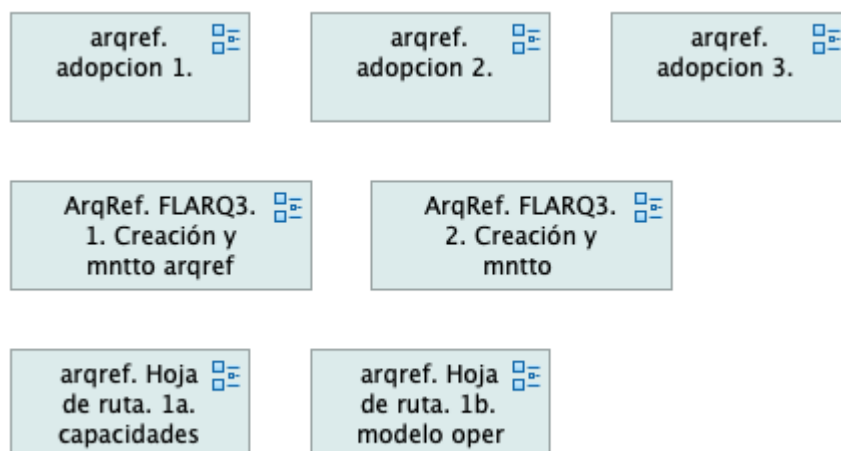 arqref.
adopcion 1.
arqref.
adopcion 2.
arqref.
adopcion 3.
ArqRef. FLARQ3.
1. Creación y
mntto arqref
ArqRef. FLARQ3.
2. Creación y
mntto
arqref. Hoja
de ruta. 1a.
capacidades
arqref. Hoja
de ruta. 1b.
modelo oper